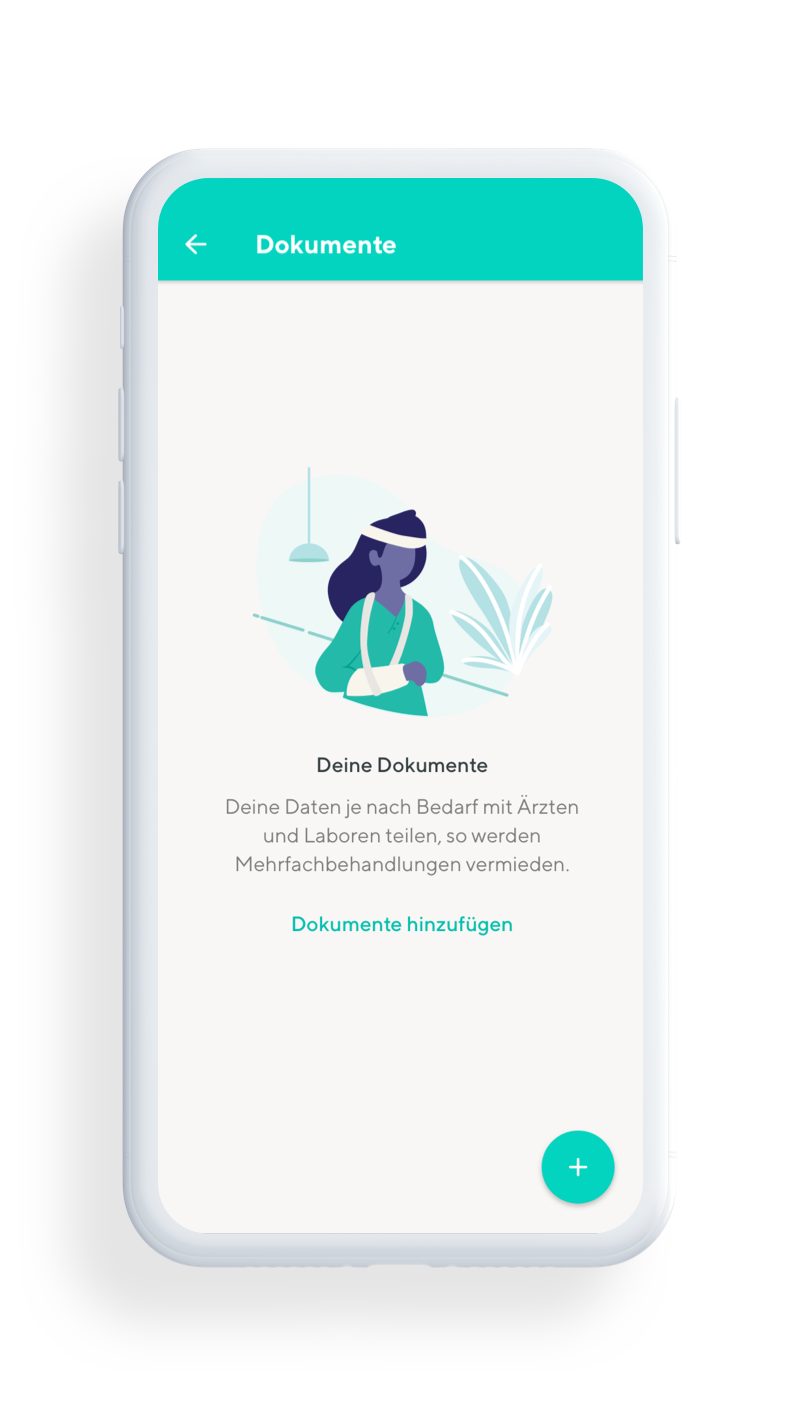 Dokumente
Deine Dokumente
Deine Daten je nach Bedarf mit Ärzten
und Laboren teilen, so werden
Mehrfachbehandlungen vermieden.
Dokumente hinzufügen